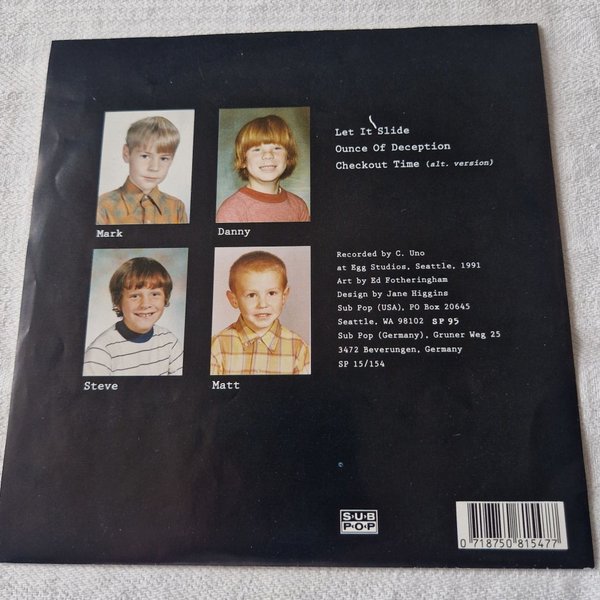 Let It Slide
Ounce Of Deception
Checkout Time (alt. version)
Mark
Danny
Recorded by C. Uno
at Egg Studios, Seattle, 1991
Art by Ed Fotheringham
Design by Jane Higgins
Sub Pop (USA), PO Box 20645
Seattle, WA 98102 SP 95
Sub Pop (Germany), Gruner Weg 25
3472 Beverungen, Germany
SP 15/154
Steve
Matt
SUB
POP
0 718750 815477